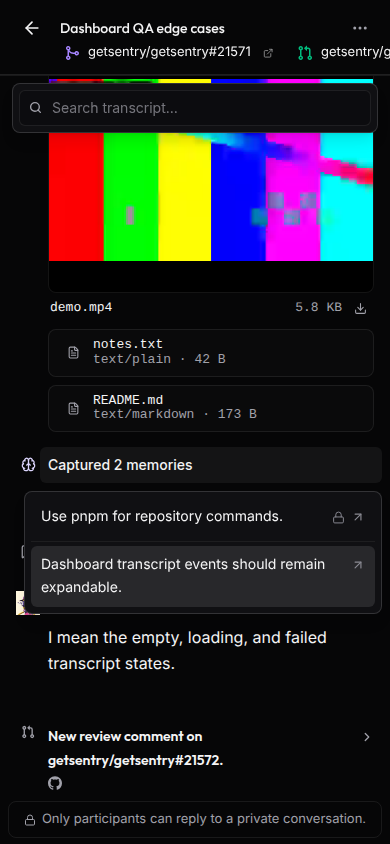 Dashboard QA edge cases
getsentry/getsentry#21571
getsentry/g
Search transcript...
demo.mp4
5.8 KB
notes.txt
text/plain · 42 B
README.md
text/markdown · 173 B
Captured 2 memories
Use pnpm for repository commands.
Dashboard transcript events should remain
expandable.
I mean the empty, loading, and failed
transcript states.
New review comment on
getsentry/getsentry#21572.
Only participants can reply to a private conversation.